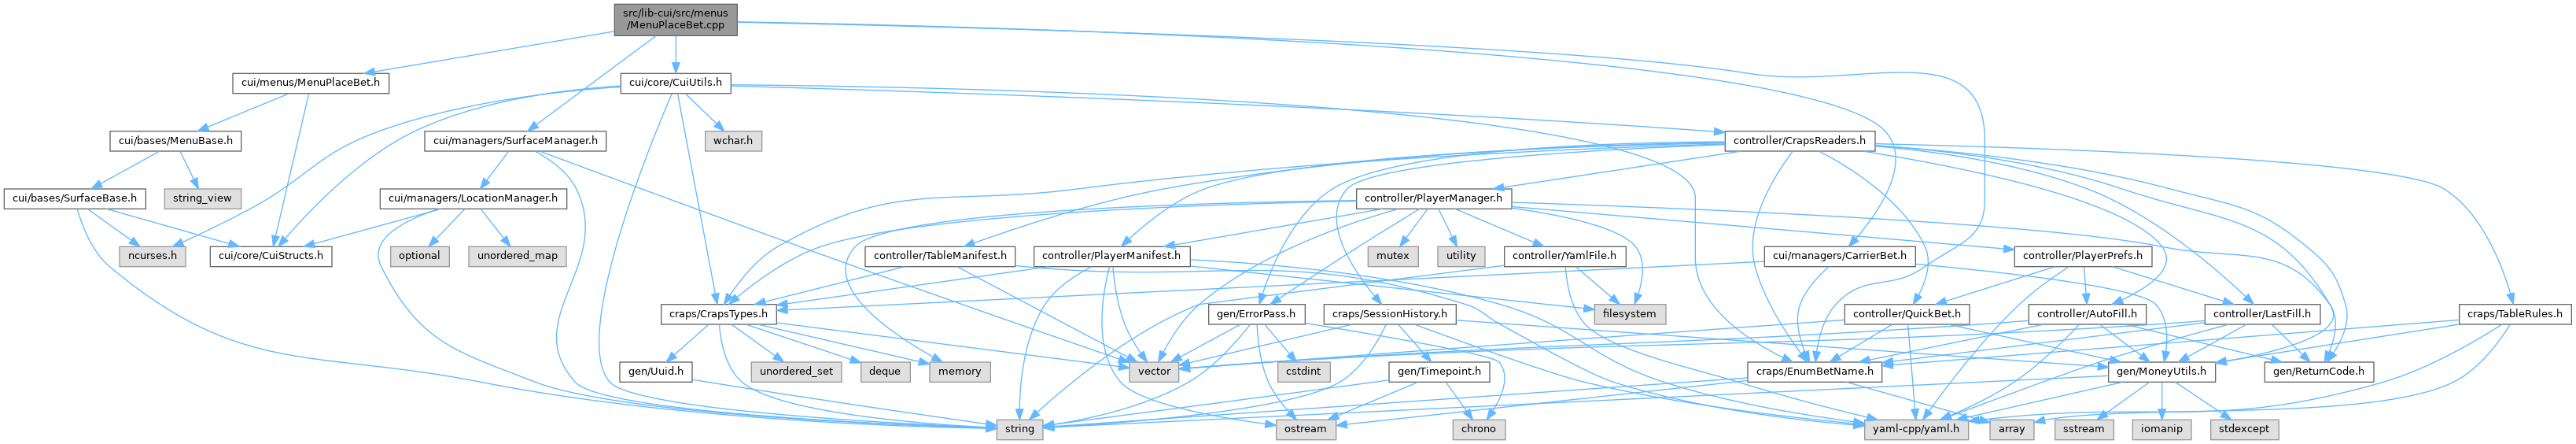 src/lib-cui/src/menus
/MenuPlaceBet.cpp
cui/menus/MenuPlaceBet.h
cui/core/CuiUtils.h
cui/bases/MenuBase.h
cui/managers/SurfaceManager.h
wchar.h
controller/CrapsReaders.h
cui/bases/SurfaceBase.h
string_view
cui/managers/LocationManager.h
controller/PlayerManager.h
ncurses.h
cui/core/CuiStructs.h
optional
unordered_map
controller/TableManifest.h
controller/PlayerManifest.h
mutex
utility
controller/YamlFile.h
cui/managers/CarrierBet.h
controller/PlayerPrefs.h
craps/CrapsTypes.h
gen/ErrorPass.h
craps/SessionHistory.h
filesystem
controller/QuickBet.h
controller/AutoFill.h
controller/LastFill.h
craps/TableRules.h
gen/Uuid.h
unordered_set
deque
memory
vector
cstdint
gen/Timepoint.h
craps/EnumBetName.h
gen/MoneyUtils.h
gen/ReturnCode.h
string
ostream
chrono
yaml-cpp/yaml.h
array
sstream
iomanip
stdexcept